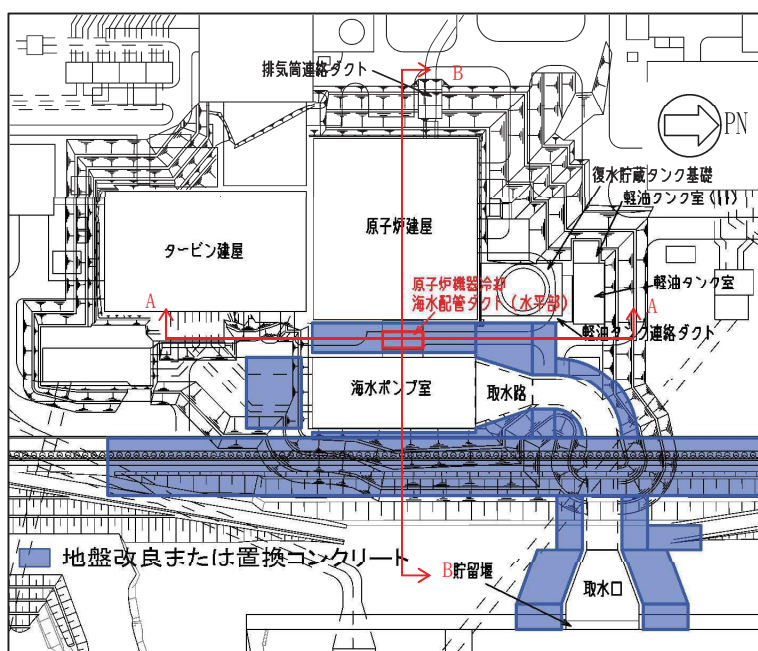 排気筒連絡ダクト
B
PN
復水貯蔵タンク基礎
軽油タンク室(H)
原子炉建屋
タービン建屋
軽油タンク室
原子炉機器冷却
海水配管ダクト(水平部)
A
A
軽油タンク連絡ダクト
海水ポンプ室
取水路
地盤改良または置換コンクリート
B
貯留堰
取水口